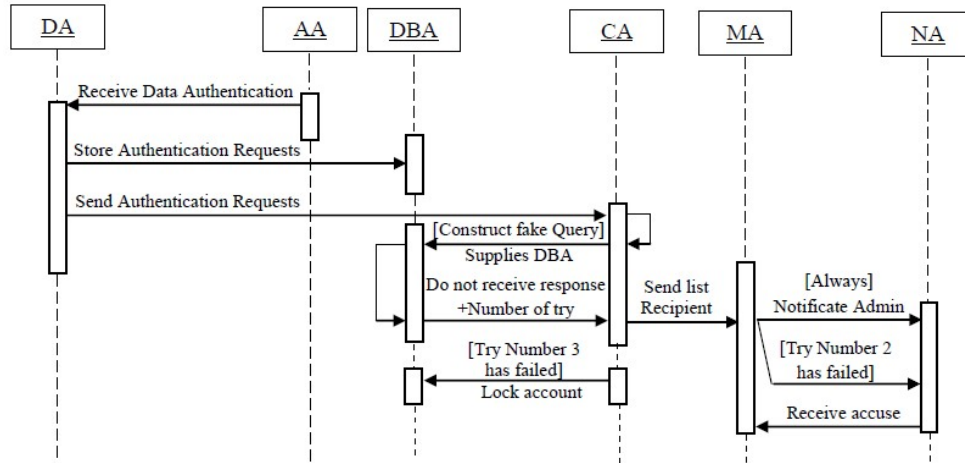 DA
AA
DBA
CA
MA
NA
Receive Data Authentication
Store Authentication Requests
Send Authentication Requests
[Construct fake Query]
Supplies DBA
Do not receive response
+Number of try
Send list
Recipient
[Always]
Notificate Admin
[Try Number 2
has failed]
[Try Number 3
has failed]
Lock account
Receive accuse